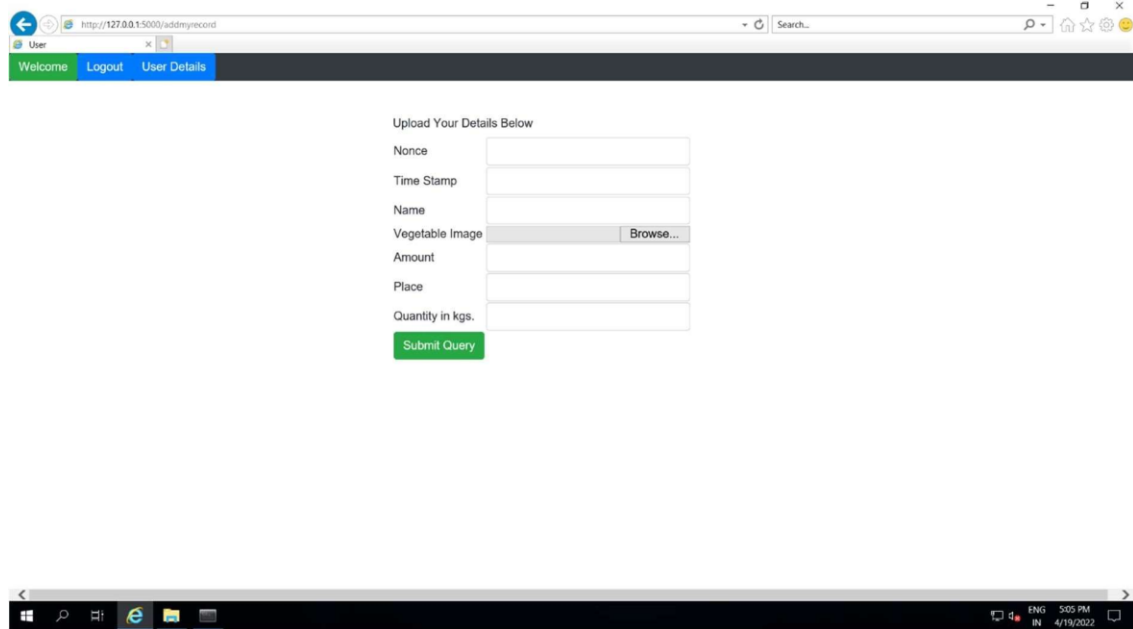 http://127.0.0.1:5000/addmyrecord
Search...
User
Welcome Logout User Details
Upload Your Details Below
Nonce
Time Stamp
Name
Vegetable Image Browse...
Amount
Place
Quantity in kgs.
Submit Query
ENG 5:05 PM
IN 4/19/2022